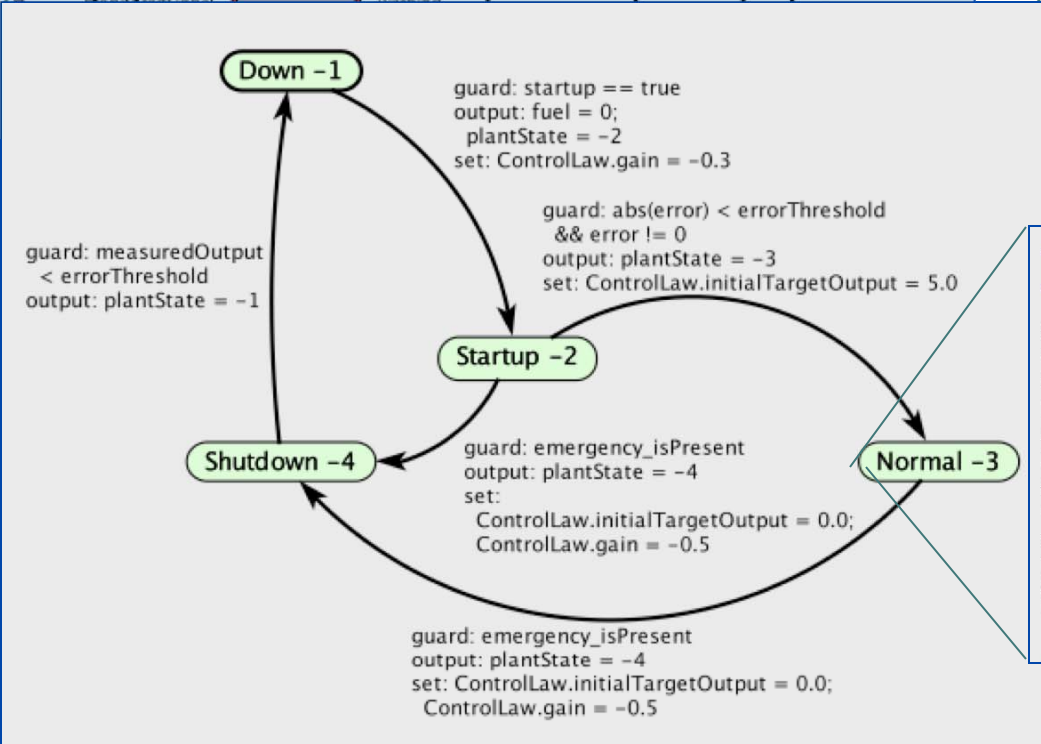 Down -1
guard: startup == true
output: fuel = 0;
plantState = -2
set: ControlLaw.gain = -0.3
guard: abs(error) < errorThreshold
&& error != 0
output: plantState = -3
set: ControlLaw.initialTargetOutput = 5.0
guard: measuredOutput
< errorThreshold
output: plantState = -1
Startup -2
Shutdown -4
guard: emergency_isPresent
output: plantState = -4
set:
ControlLaw.initialTargetOutput = 0.0;
ControlLaw.gain = -0.5
Normal -3
guard: emergency_isPresent
output: plantState = -4
set: ControlLaw.initialTargetOutput = 0.0;
ControlLaw.gain = -0.5